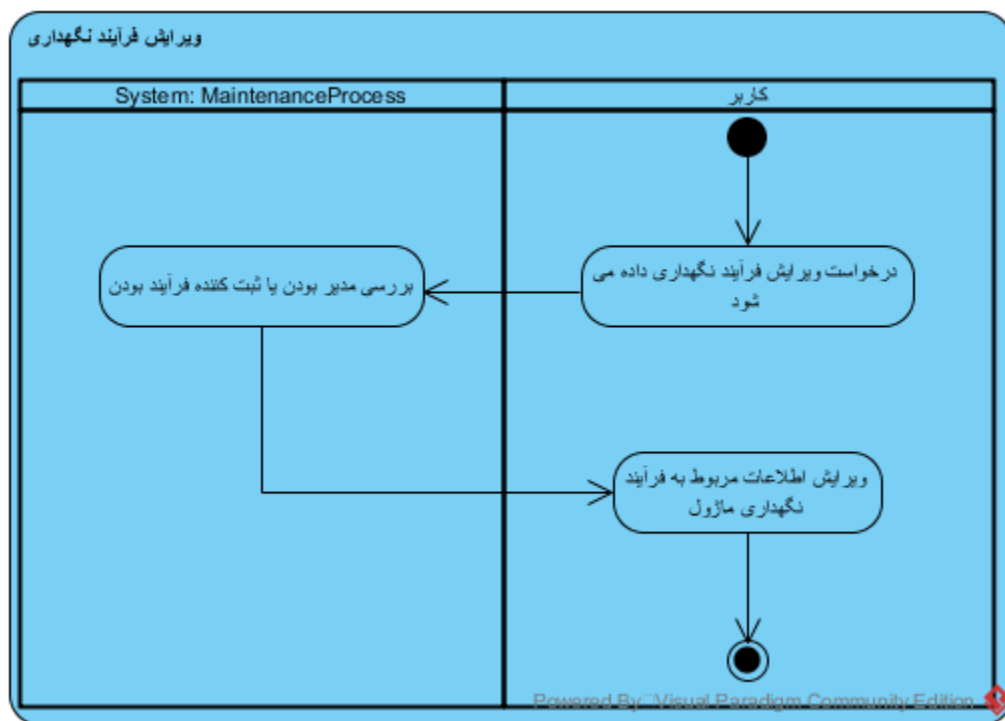 ویرایش فرآیند نگهداری
System: MaintenanceProcess
کاربر
درخواست ویرایش فرآیند نگهداری داده می
شود
بررسی مدیر بودن یا ثبت کننده فرآیند بودن
ویرایش اطلاعات مربوط به فرآیند
نگهداری ماژول
Powered By Visual Paradigm Community Edition